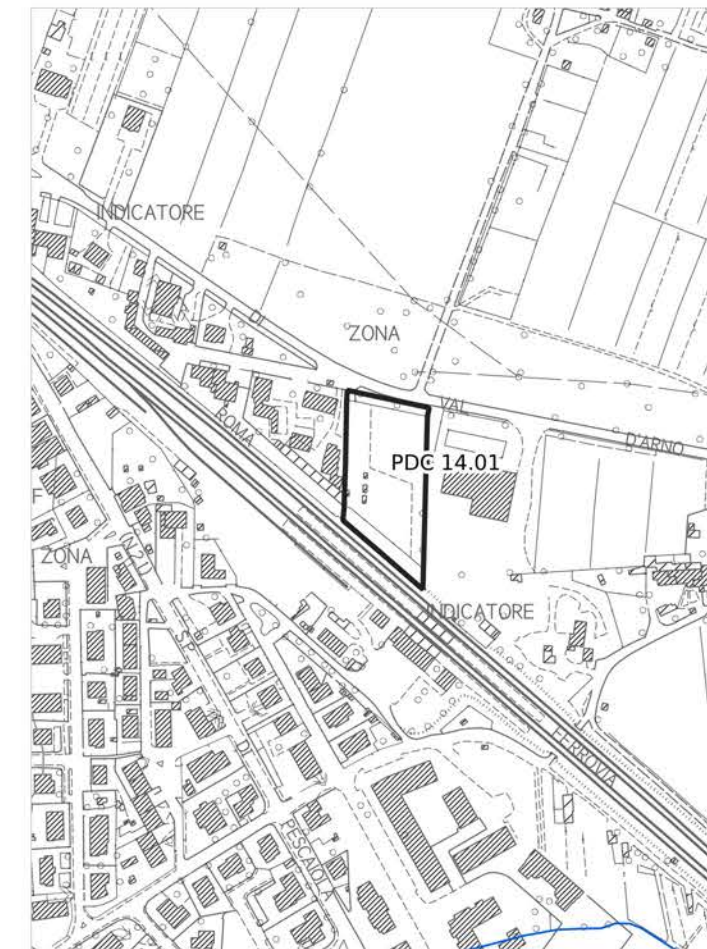 INDICATORE
ZONA
ROMA
VAL
D'ARNO
PDC 14.01
F
ZONA
INDICATORE
FERROVIA
PESCAIOLA